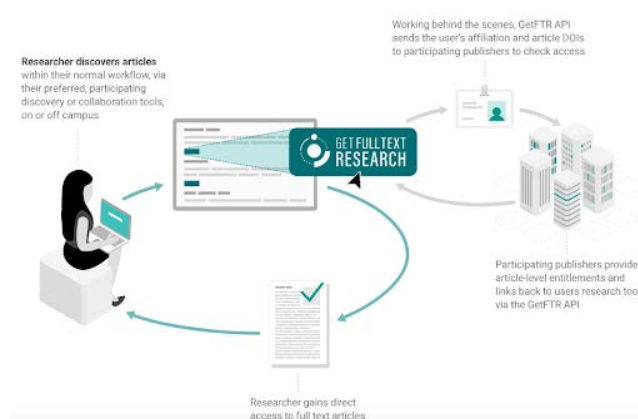 Working behind the scenes, GetFTR API
sends the user's affiliation and article DOIs
to participating publishers to check access
Researcher discovers articles
within their normal workflow, via
their preferred, participating
discovery or collaboration tools,
on or off campus
GET FULL TEXT
RESEARCH
Participating publishers provide
article-level entitlements and
links back to users research too
via the GetFTR API
Researcher gains direct
access to full text articles